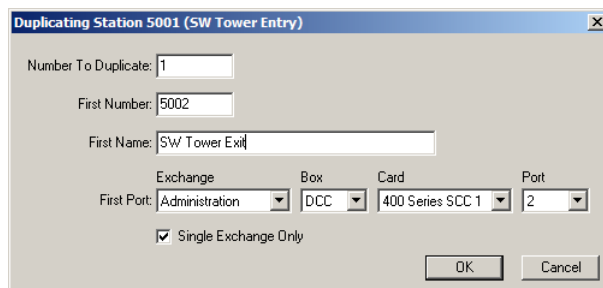 Duplicating Station 5001 (SW Tower Entry)
Number To Duplicate: 1
First Number: 5002
First Name: SW Tower Exit
Exchange Box Card Port
First Port: Administration DCC 400 Series SCC 1 2
Single Exchange Only
OK Cancel